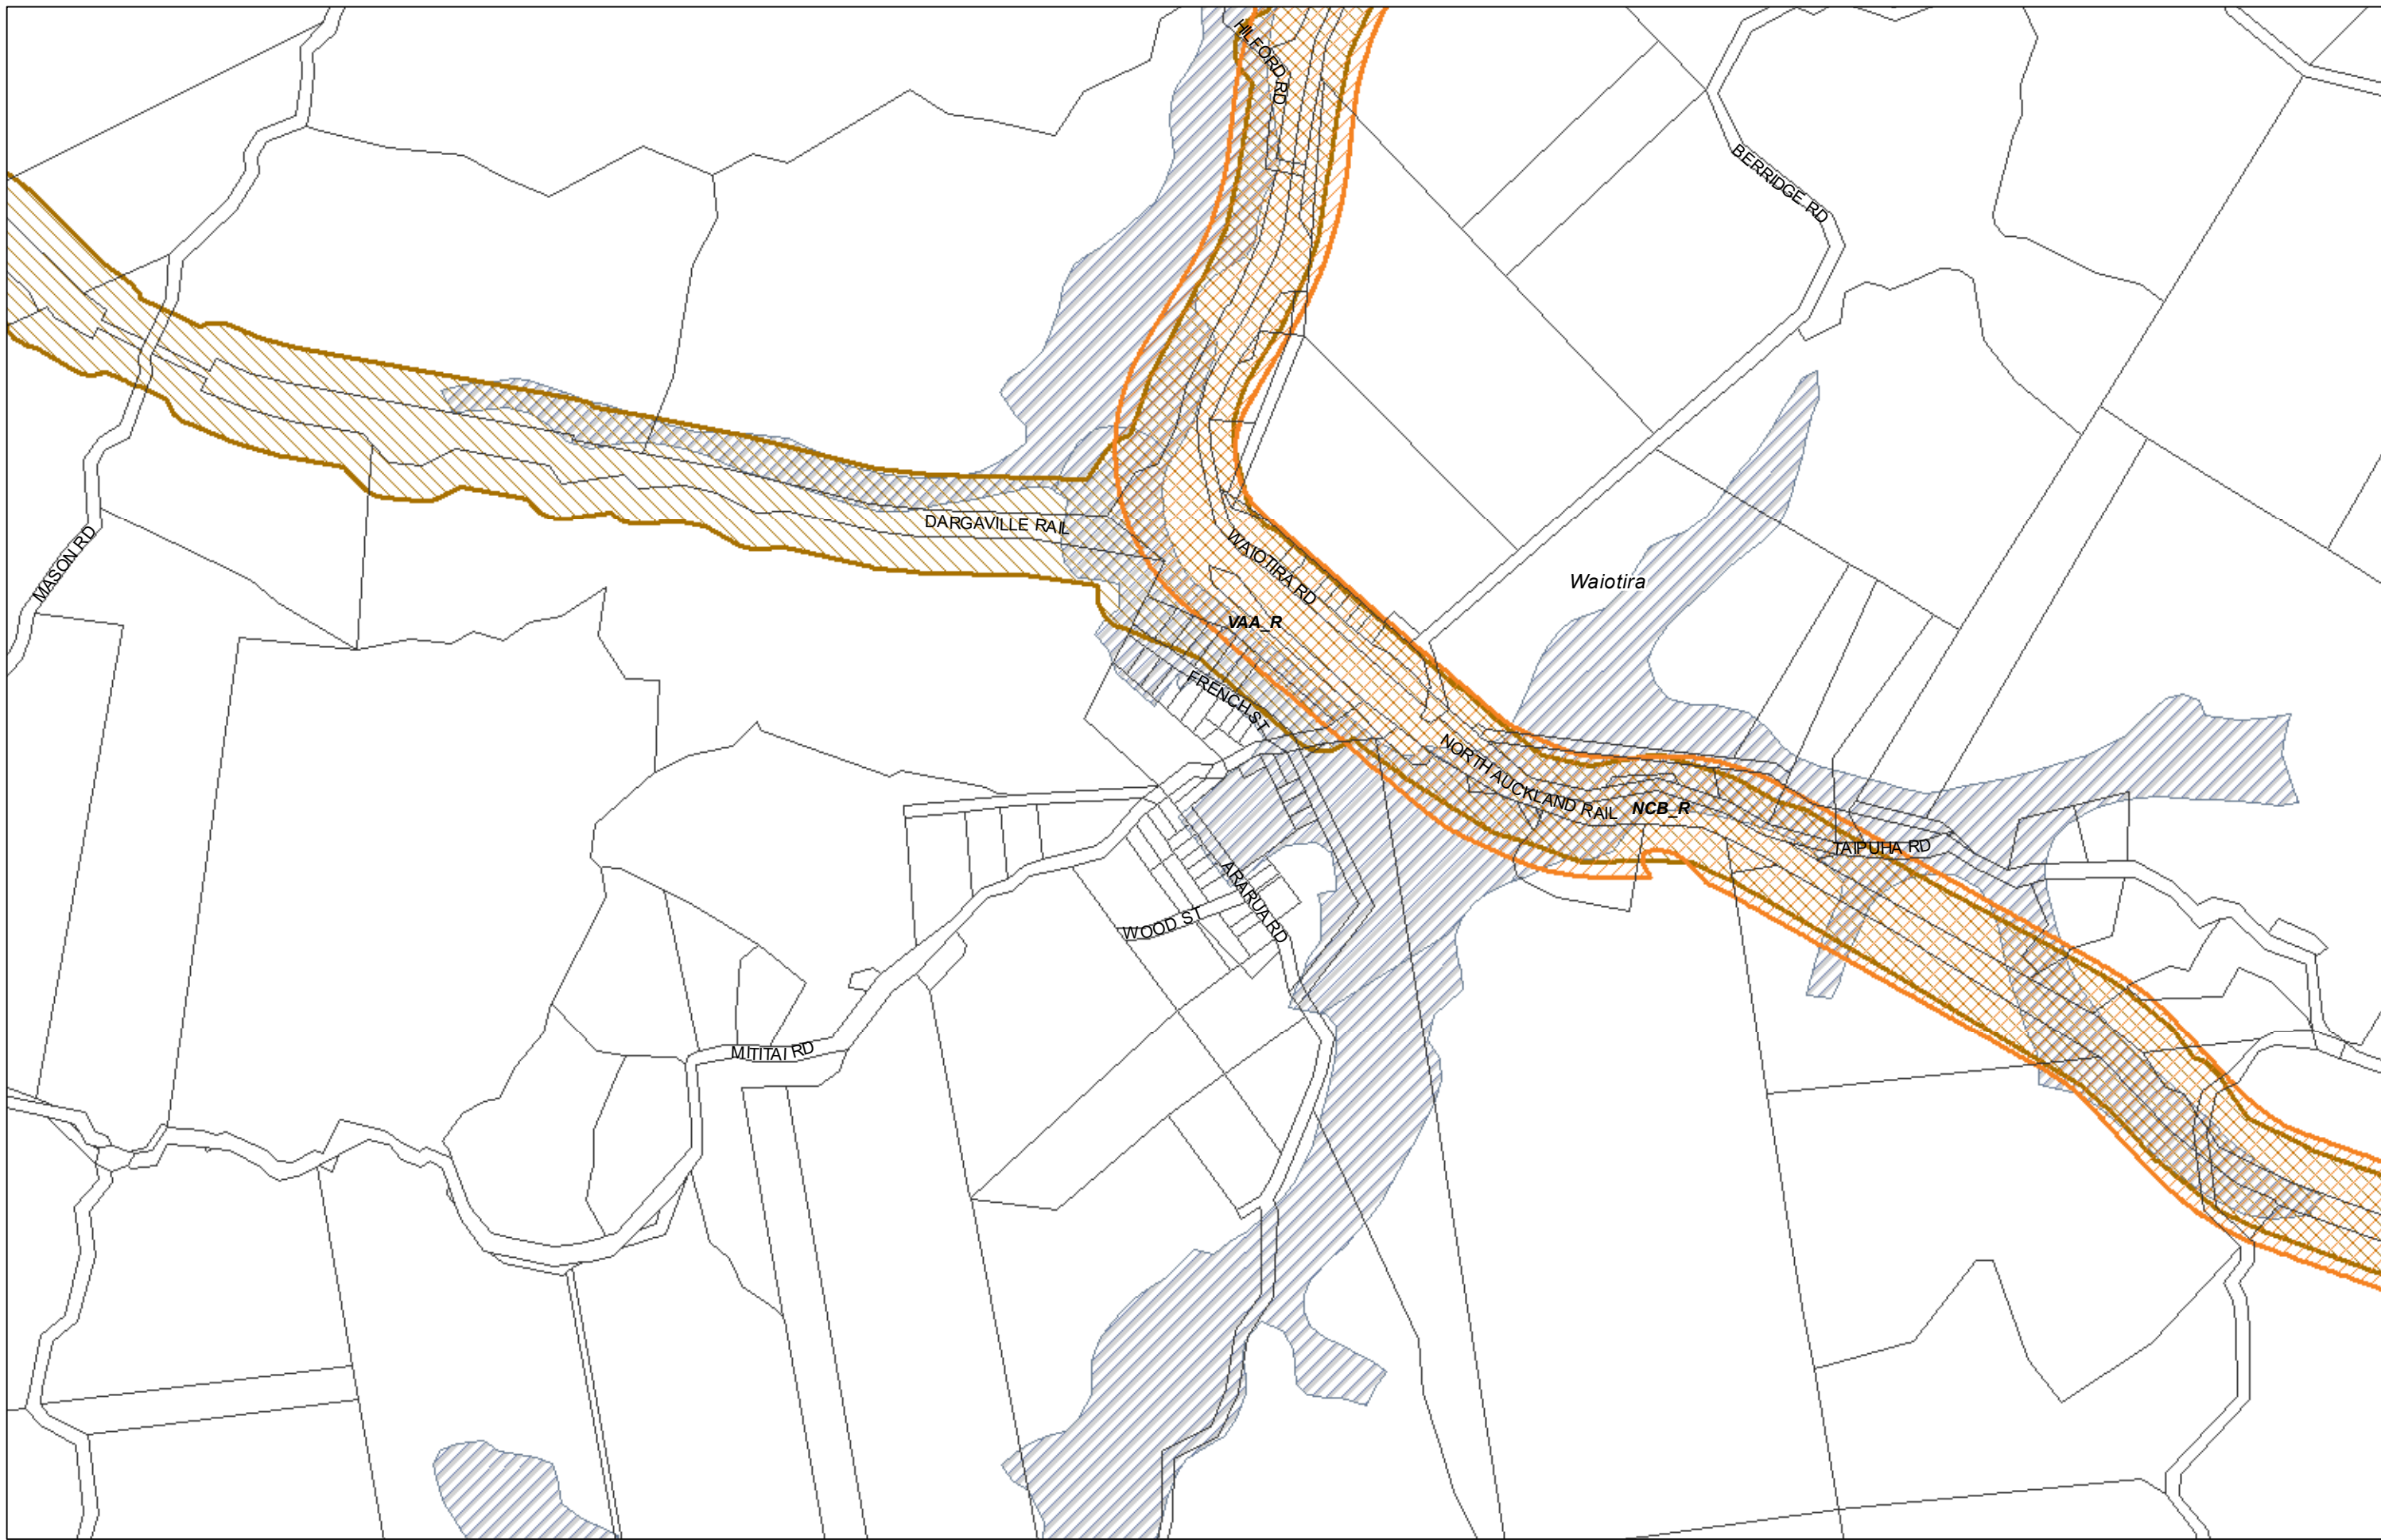 HILFORD RD
BERRIDGE RD
DARGAVILLE RAIL
MASON RD
WAIOTIRA RD
Waiotira
VAA_R
FRENCH ST
NORTH AUCKLAND RAIL
NCB_R
TAIPUHA RD
ARARUA RD
WOOD ST
MITITAI RD